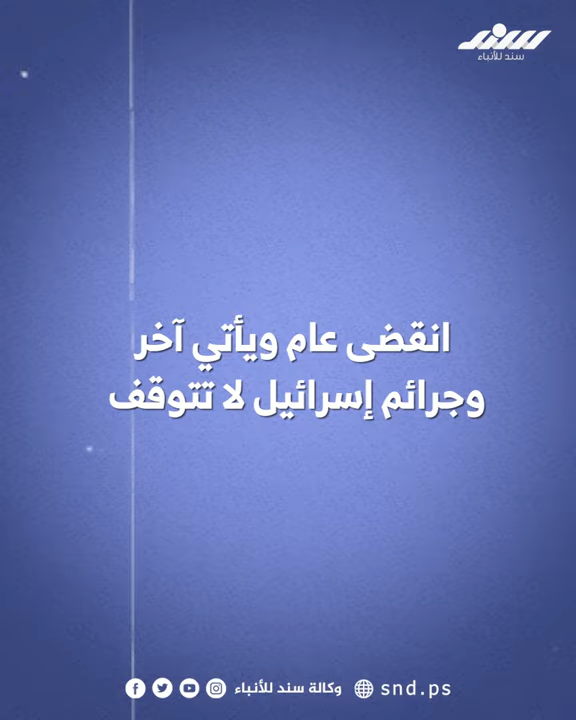 سند
سند للأنباء
انقضى عام ويأتي آخر
وجرائم إسرائيل لا تتوقف
وكالة سند للأنباء snd.ps